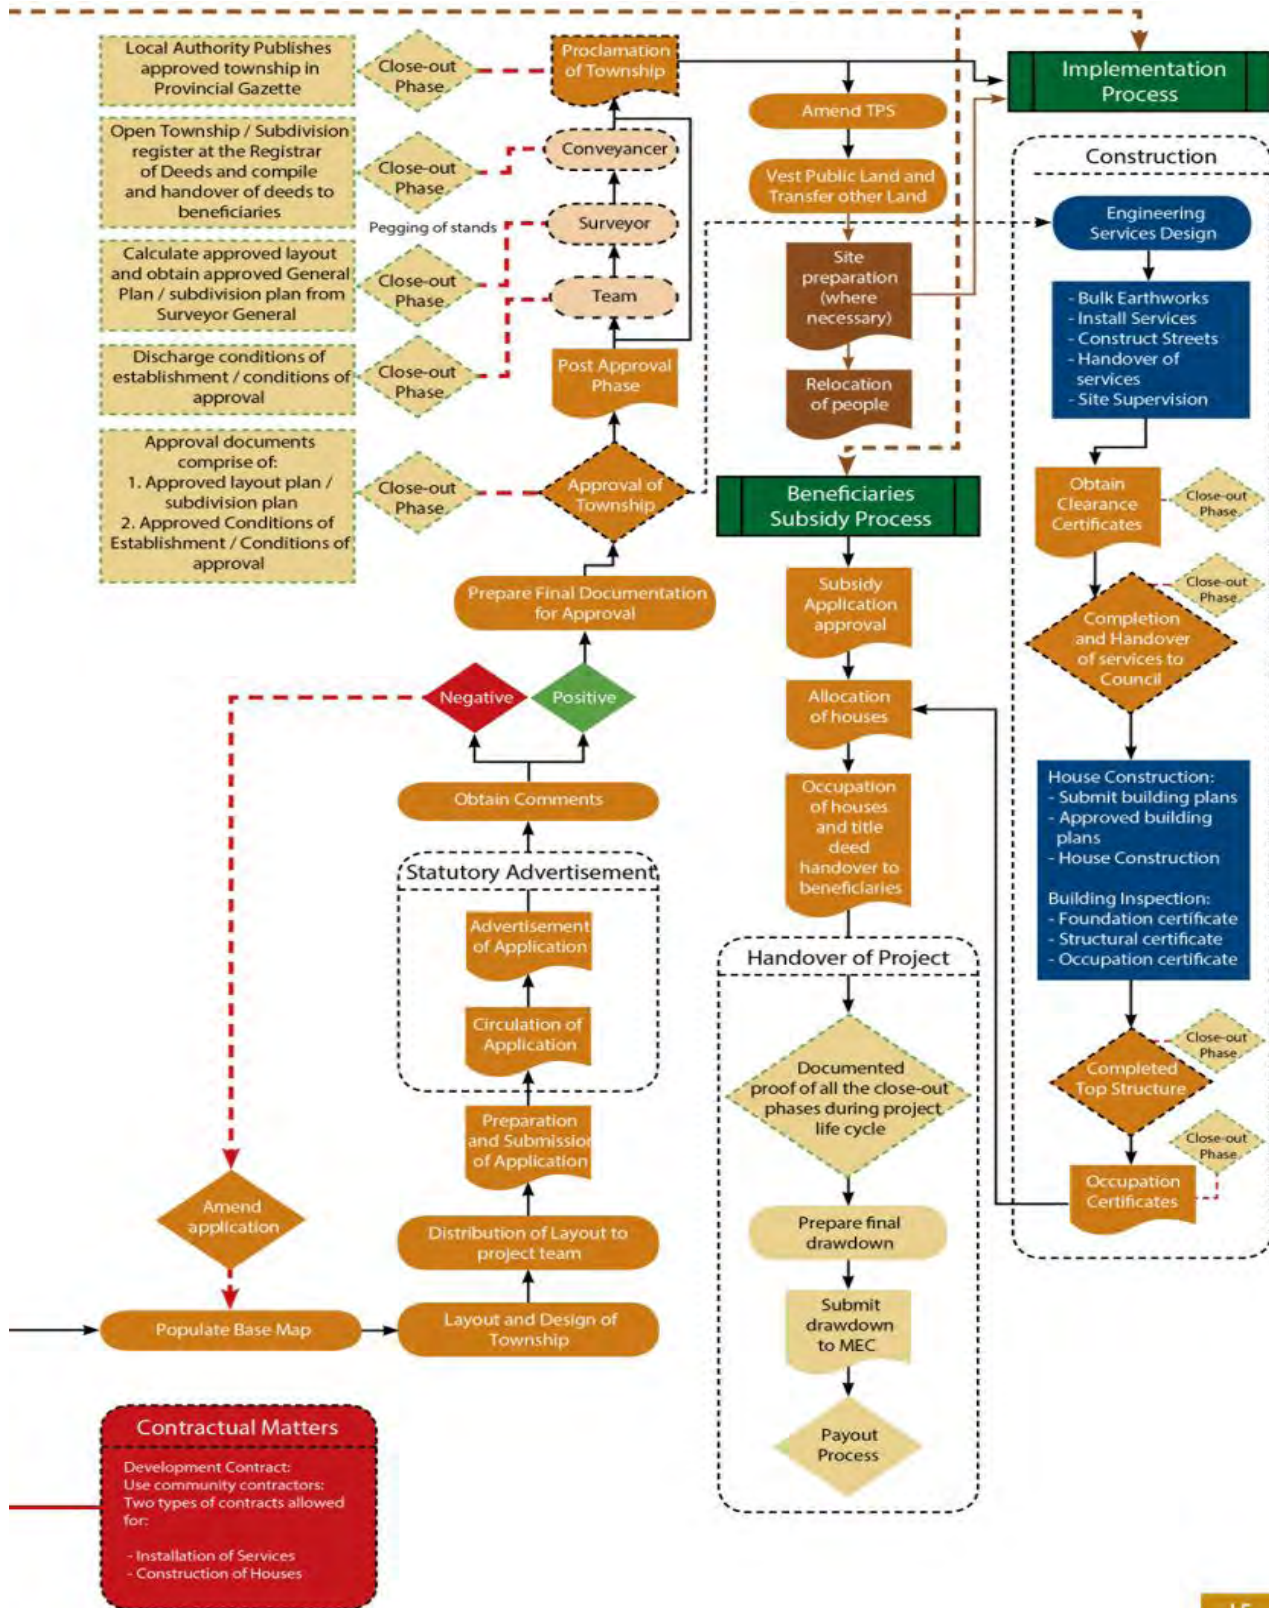 Local Authority Publishes
approved township in
Provincial Gazette
Close-out
Phase
Proclamation
of Township
Implementation
Process
Amend TPS
Open Township / Subdivision
register at the Registrar
of Deeds and compile
and handover of deeds to
beneficiaries
Close-out
Phase
Conveyancer
Vest Public Land and
Transfer other Land
Construction
Pegging of stands
Surveyor
Engineering
Services Design
Calculate approved layout
and obtain approved General
Plan / subdivision plan from
Surveyor General
Close-out
Phase
Team
Site
preparation
(where
necessary)
- Bulk Earthworks
- Install Services
- Construct Streets
- Handover of
services
- Site Supervision
Discharge conditions of
establishment / conditions of
approval
Close-out
Phase
Post Approval
Phase
Relocation
of people
Approval documents
comprise of:
1. Approved layout plan /
subdivision plan
2. Approved Conditions of
Establishment / Conditions of
approval
Close-out
Phase
Approval of
Township
Beneficiaries
Subsidy Process
Obtain
Clearance
Certificates
Close-out
Phase
Close-out
Phase
Prepare Final Documentation
for Approval
Subsidy
Application
approval
Completion
and Handover
of services to
Council
Negative
Positive
Allocation
of houses
Obtain Comments
Occupation
of houses
and title
deed
handover to
beneficiaries
House Construction:
- Submit building plans
- Approved building
plans
- House Construction
Building Inspection:
- Foundation certificate
- Structural certificate
- Occupation certificate
Statutory Advertisement
Advertisement
of Application
Circulation of
Application
Handover of Project
Documented
proof of all the close-out
phases during project
life cycle
Close-out
Phase
Completed
Top Structure
Preparation
and Submission
of Application
Close-out
Phase
Occupation
Certificates
Amend
application
Distribution of Layout to
project team
Prepare final
drawdown
Populate Base Map
Layout and Design of
Township
Submit
drawdown
to MEC
Payout
Process
Contractual Matters
Development Contract:
Use community contractors:
Two types of contracts allowed
for:
- Installation of Services
- Construction of Houses